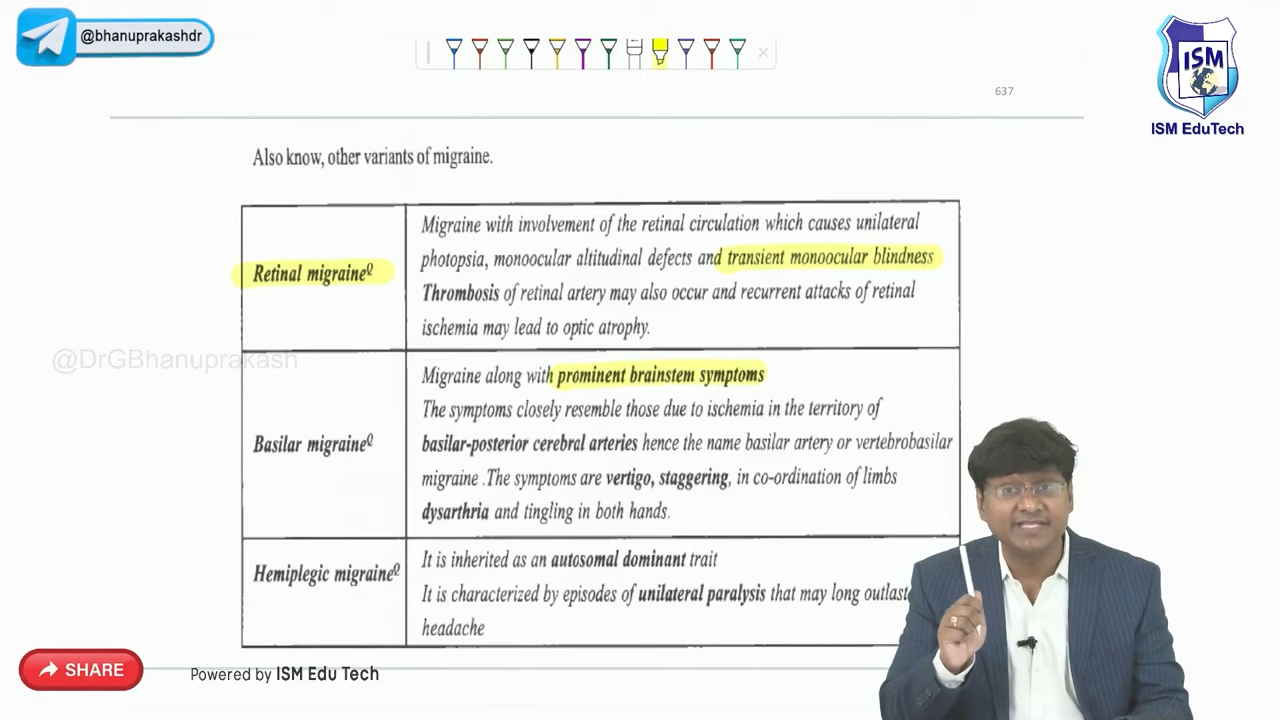 @bhanuprakashdr
ISM
ISM EduTech
637
Also know, other variants of migraine.
Retinal migraineQ
Migraine with involvement of the retinal circulation which causes unilateral
photopsia, monoocular altitudinal defects and transient monoocular blindness
Thrombosis of retinal artery may also occur and recurrent attacks of retinal
ischemia may lead to optic atrophy.
@DrGBhanuprakash
Basilar migraineQ
Migraine along with prominent brainstem symptoms
The symptoms closely resemble those due to ischemia in the territory of
basilar-posterior cerebral arteries hence the name basilar artery or vertebrobasilar
migraine .The symptoms are vertigo, staggering, in co-ordination of limbs
dysarthria and tingling in both hands.
Hemiplegic migraineQ
It is inherited as an autosomal dominant trait
It is characterized by episodes of unilateral paralysis that may long outlast
headache
SHARE
Powered by ISM Edu Tech